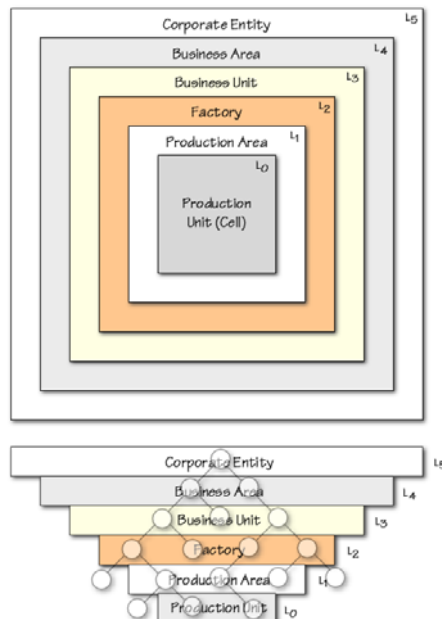 L5
Corporate Entity
L4
Business Area
L3
Business Unit
L2
Factory
L1
Production Area
L0
Production
Unit (Cell)
Corporate Entity L5
Business Area L4
Business Unit L3
Factory L2
Production Area L1
Production Unit L0